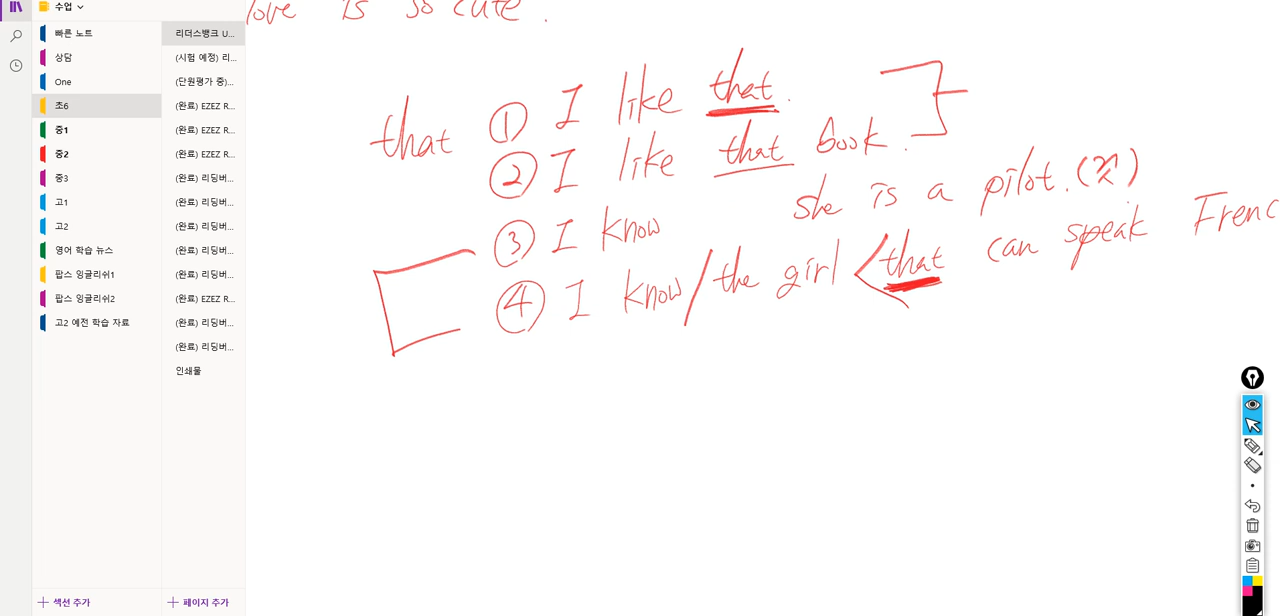 수업
빠른 노트
상담
One
초6
중1
중2
중3
고1
고2
영어 학습 뉴스
팝스 잉글리쉬1
팝스 잉글리쉬2
고2 예전 학습 자료
섹션 추가
리더스뱅크 U...
(시험 예정) 리...
(단원평가 중)...
(완료) EZEZ R...
(완료) EZEZ R...
(완료) EZEZ R...
(완료) 리딩버...
(완료) 리딩버...
(완료) 리딩버...
(완료) 리딩버...
(완료) 리딩버...
(완료) EZEZ R...
(완료) 리딩버...
(완료) 리딩버...
인쇄물
페이지 추가
love is so cute.
that ① I like that.
② I like that book.
③ I know she is a pilot.
④ I know / the girl < that can speak Frenc